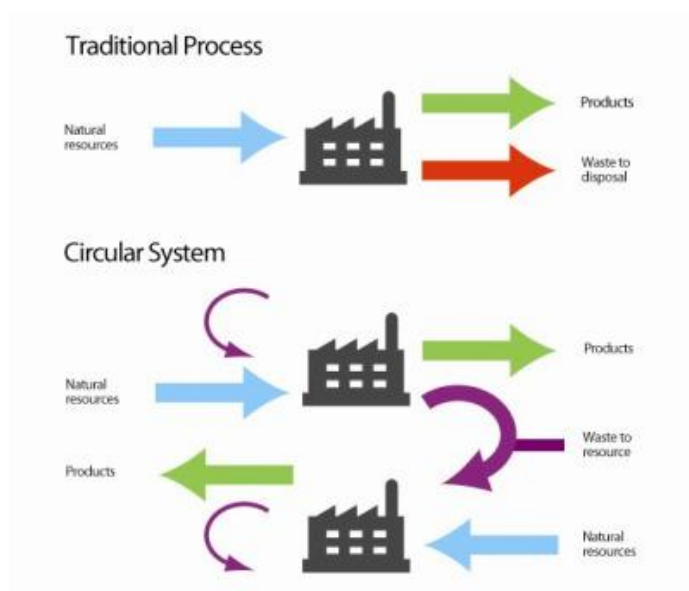 Traditional Process
Natural
resources
Products
Waste to
disposal
Circular System
Natural
resources
Products
Products
Waste to
resource
Natural
resources